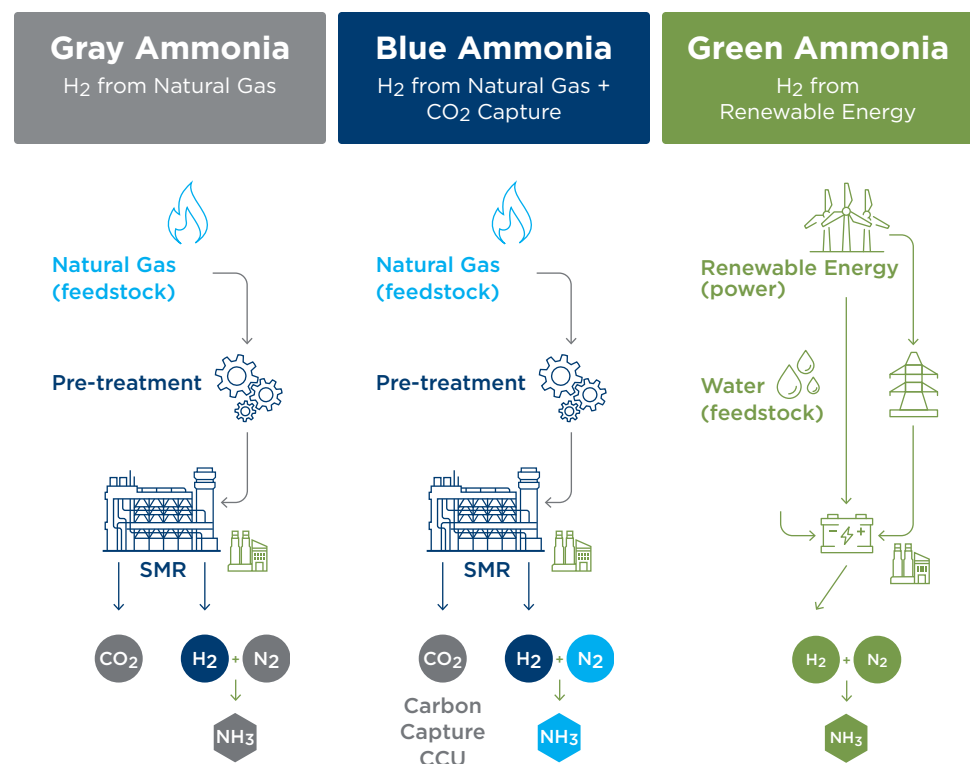 Gray Ammonia
H2 from Natural Gas
Blue Ammonia
H2 from Natural Gas +
CO2 Capture
Green Ammonia
H2 from
Renewable Energy
Natural Gas
(feedstock)
Pre-treatment
SMR
CO2
H2 + N2
NH3
Natural Gas
(feedstock)
Pre-treatment
SMR
CO2
H2 + N2
Carbon
Capture
CCU
NH3
Renewable Energy
(power)
Water
(feedstock)
- +
H2 + N2
NH3